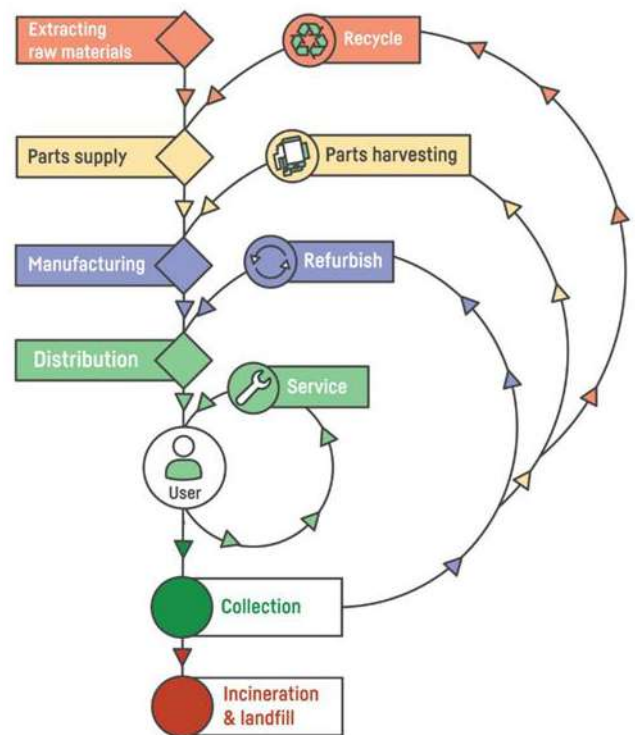 Extracting
raw materials
Recycle
Parts supply
Parts harvesting
Manufacturing
Refurbish
Distribution
Service
User
Collection
Incineration
& landfill